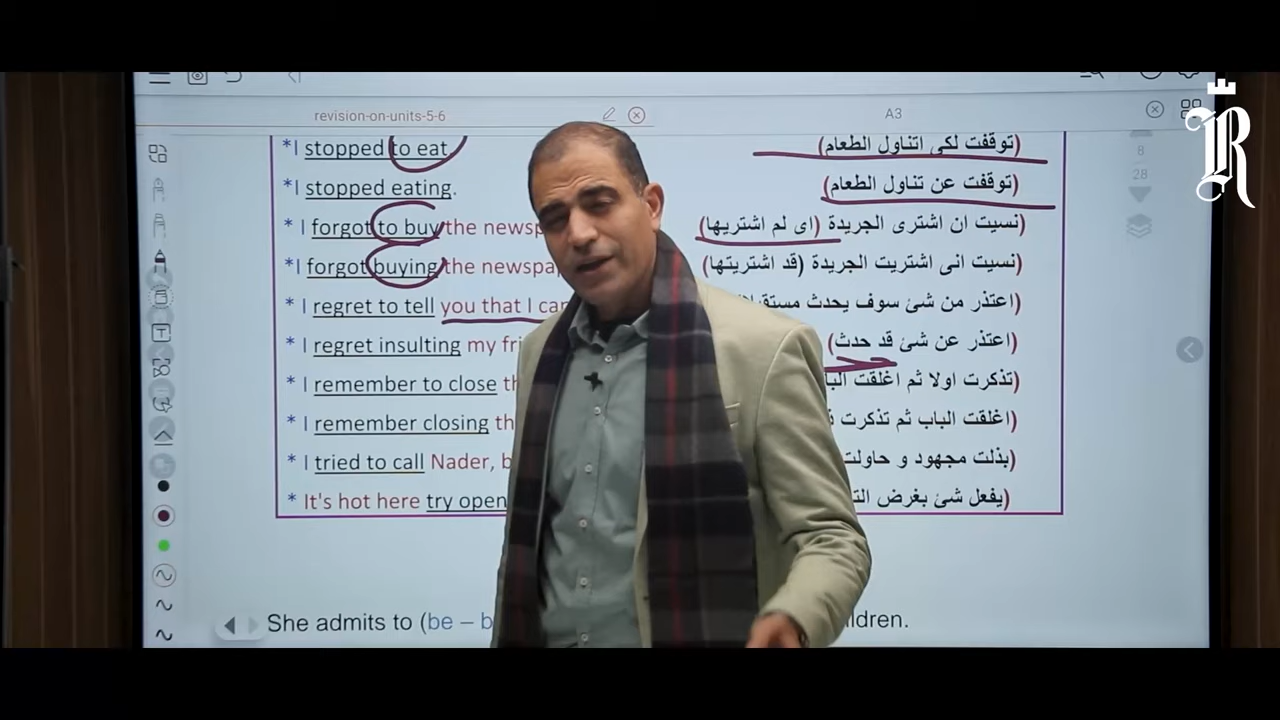 revision-on-units-5-6
A3
*I stopped to eat
(توقفت لكى اتناول الطعام)
*I stopped eating.
(توقفت عن تناول الطعام)
* I forgot to buy the newsp
(نسيت ان اشترى الجريدة (اى لم اشتريها
*I forgot buying the newspa
(نسيت انى اشتريت الجريدة (قد اشتريتها
* I regret to tell you that I can
(اعتذر من شئ سوف يحدث
* I regret insulting my fri
(اعتذر عن شئ قد حدث)
* I remember to close th
(تذكرت اولا ثم اغلقت البا
* I remember closing th
(اغلقت الباب ثم تذكرت
* I tried to call Nader, b
(بذلت مجهود و حاولت
* It's hot here try open
(يفعل شئ بغرض الت
She admits to (be – b
ldren.
8
28
R